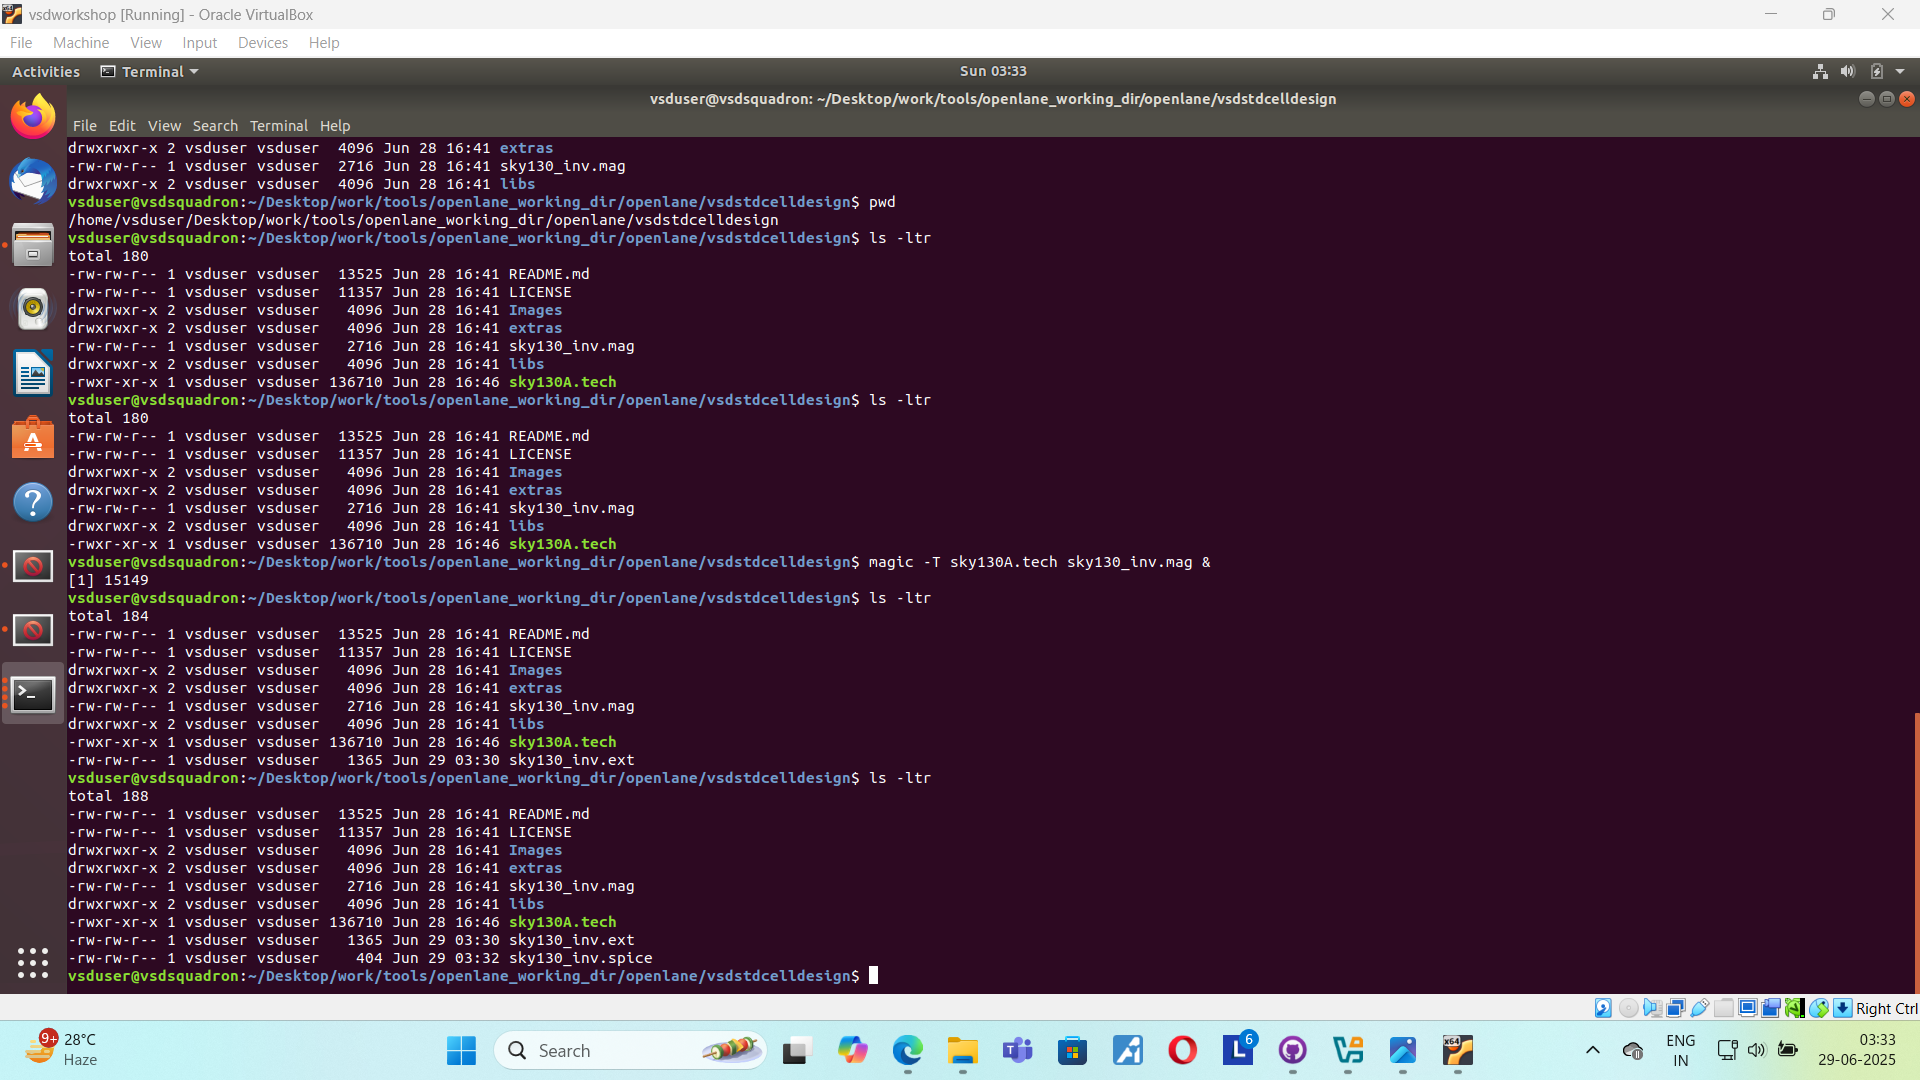 vsdworkshop [Running] - Oracle VirtualBox
File Machine View Input Devices Help
Activities Terminal Sun 03:33
vsduser@vsdsquadron: ~/Desktop/work/tools/openlane_working_dir/openlane/vsdstdcelldesign
File Edit View Search Terminal Help
drwxrwxr-x 2 vsduser vsduser  4096 Jun 28 16:41 extras
-rw-rw-r-- 1 vsduser vsduser  2716 Jun 28 16:41 sky130_inv.mag
drwxrwxr-x 2 vsduser vsduser  4096 Jun 28 16:41 libs
vsduser@vsdsquadron:~/Desktop/work/tools/openlane_working_dir/openlane/vsdstdcelldesign$ pwd
/home/vsduser/Desktop/work/tools/openlane_working_dir/openlane/vsdstdcelldesign
vsduser@vsdsquadron:~/Desktop/work/tools/openlane_working_dir/openlane/vsdstdcelldesign$ ls -ltr
total 180
-rw-rw-r-- 1 vsduser vsduser  13525 Jun 28 16:41 README.md
-rw-rw-r-- 1 vsduser vsduser  11357 Jun 28 16:41 LICENSE
drwxrwxr-x 2 vsduser vsduser   4096 Jun 28 16:41 Images
drwxrwxr-x 2 vsduser vsduser   4096 Jun 28 16:41 extras
-rw-rw-r-- 1 vsduser vsduser   2716 Jun 28 16:41 sky130_inv.mag
drwxrwxr-x 2 vsduser vsduser   4096 Jun 28 16:41 libs
-rwxr-xr-x 1 vsduser vsduser 136710 Jun 28 16:46 sky130A.tech
vsduser@vsdsquadron:~/Desktop/work/tools/openlane_working_dir/openlane/vsdstdcelldesign$ ls -ltr
total 180
-rw-rw-r-- 1 vsduser vsduser  13525 Jun 28 16:41 README.md
-rw-rw-r-- 1 vsduser vsduser  11357 Jun 28 16:41 LICENSE
drwxrwxr-x 2 vsduser vsduser   4096 Jun 28 16:41 Images
drwxrwxr-x 2 vsduser vsduser   4096 Jun 28 16:41 extras
-rw-rw-r-- 1 vsduser vsduser   2716 Jun 28 16:41 sky130_inv.mag
drwxrwxr-x 2 vsduser vsduser   4096 Jun 28 16:41 libs
-rwxr-xr-x 1 vsduser vsduser 136710 Jun 28 16:46 sky130A.tech
vsduser@vsdsquadron:~/Desktop/work/tools/openlane_working_dir/openlane/vsdstdcelldesign$ magic -T sky130A.tech sky130_inv.mag &
[1] 15149
vsduser@vsdsquadron:~/Desktop/work/tools/openlane_working_dir/openlane/vsdstdcelldesign$ ls -ltr
total 184
-rw-rw-r-- 1 vsduser vsduser  13525 Jun 28 16:41 README.md
-rw-rw-r-- 1 vsduser vsduser  11357 Jun 28 16:41 LICENSE
drwxrwxr-x 2 vsduser vsduser   4096 Jun 28 16:41 Images
drwxrwxr-x 2 vsduser vsduser   4096 Jun 28 16:41 extras
-rw-rw-r-- 1 vsduser vsduser   2716 Jun 28 16:41 sky130_inv.mag
drwxrwxr-x 2 vsduser vsduser   4096 Jun 28 16:41 libs
-rwxr-xr-x 1 vsduser vsduser 136710 Jun 28 16:46 sky130A.tech
-rw-rw-r-- 1 vsduser vsduser   1365 Jun 29 03:30 sky130_inv.ext
vsduser@vsdsquadron:~/Desktop/work/tools/openlane_working_dir/openlane/vsdstdcelldesign$ ls -ltr
total 188
-rw-rw-r-- 1 vsduser vsduser  13525 Jun 28 16:41 README.md
-rw-rw-r-- 1 vsduser vsduser  11357 Jun 28 16:41 LICENSE
drwxrwxr-x 2 vsduser vsduser   4096 Jun 28 16:41 Images
drwxrwxr-x 2 vsduser vsduser   4096 Jun 28 16:41 extras
-rw-rw-r-- 1 vsduser vsduser   2716 Jun 28 16:41 sky130_inv.mag
drwxrwxr-x 2 vsduser vsduser   4096 Jun 28 16:41 libs
-rwxr-xr-x 1 vsduser vsduser 136710 Jun 28 16:46 sky130A.tech
-rw-rw-r-- 1 vsduser vsduser   1365 Jun 29 03:30 sky130_inv.ext
-rw-rw-r-- 1 vsduser vsduser    404 Jun 29 03:32 sky130_inv.spice
vsduser@vsdsquadron:~/Desktop/work/tools/openlane_working_dir/openlane/vsdstdcelldesign$
Right Ctrl
9+ 28°C
Haze
Search
6
x64
ENG
IN
03:33
29-06-2025